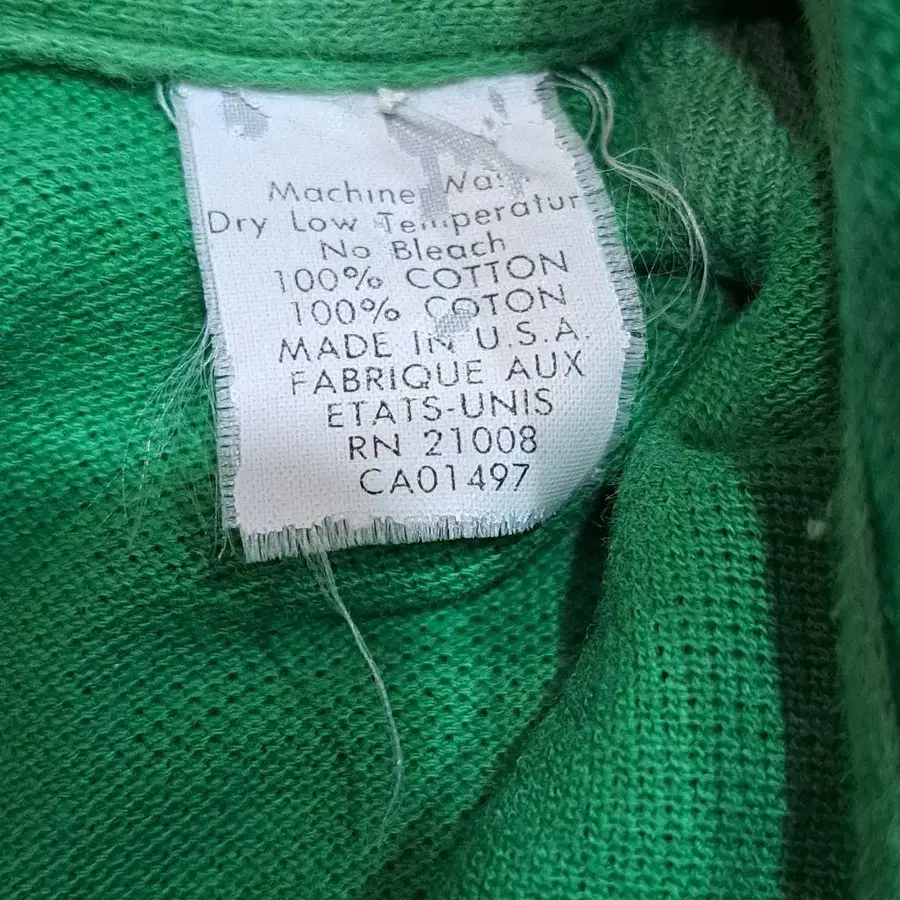 Machine Was
Dry Low Temperatur
No Bleach
100% COTTON
100% COTON
MADE IN U.S.A.
FABRIQUE AUX
ETATS-UNIS
RN 21008
CA01497